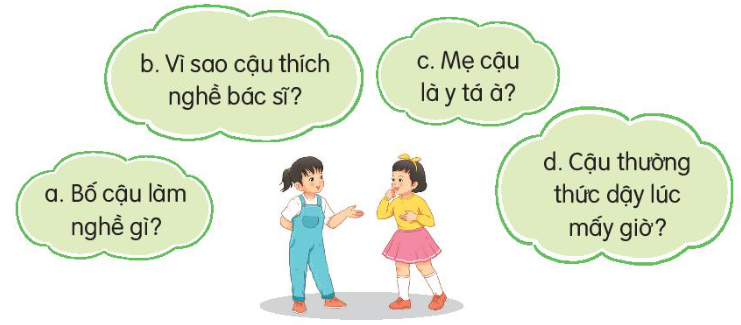 a. Bố cậu làm
nghề gì?
b. Vì sao cậu thích
nghề bác sĩ?
c. Mẹ cậu
là y tá à?
d. Cậu thường
thức dậy lúc
mấy giờ?